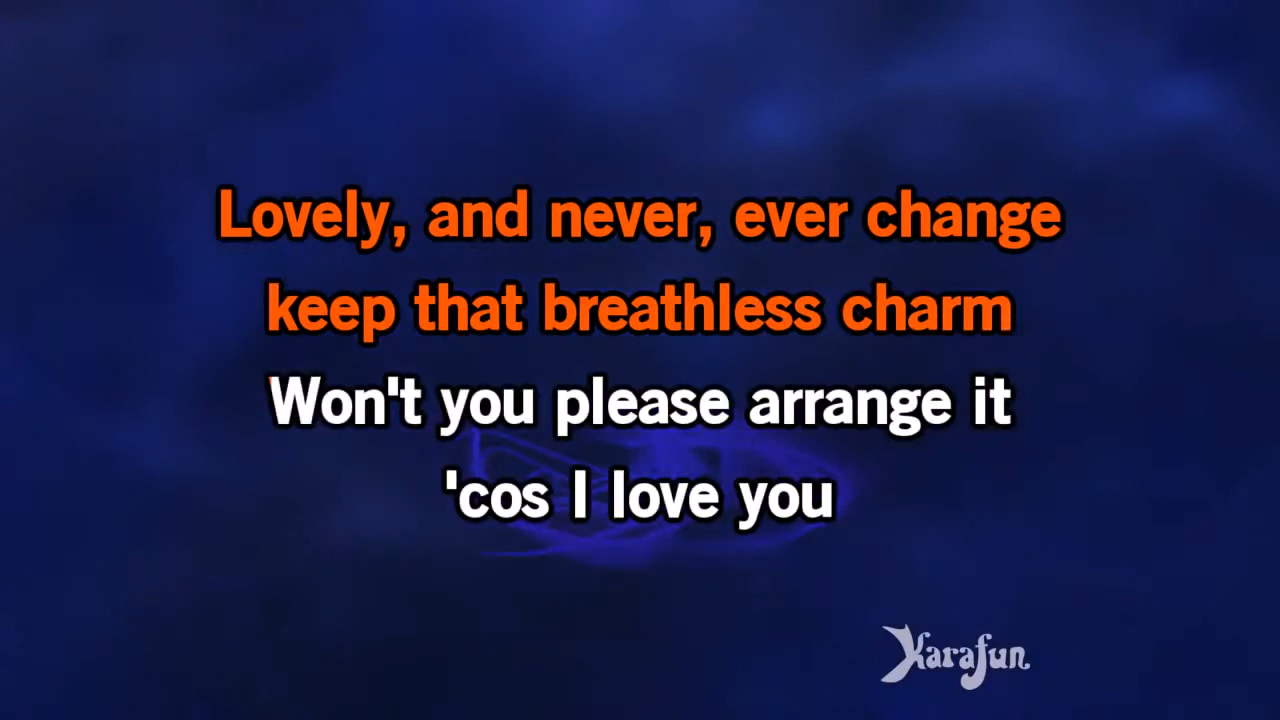 Lovely, and never, ever change
keep that breathless charm
Won't you please arrange it
'cos I love you
Karafun